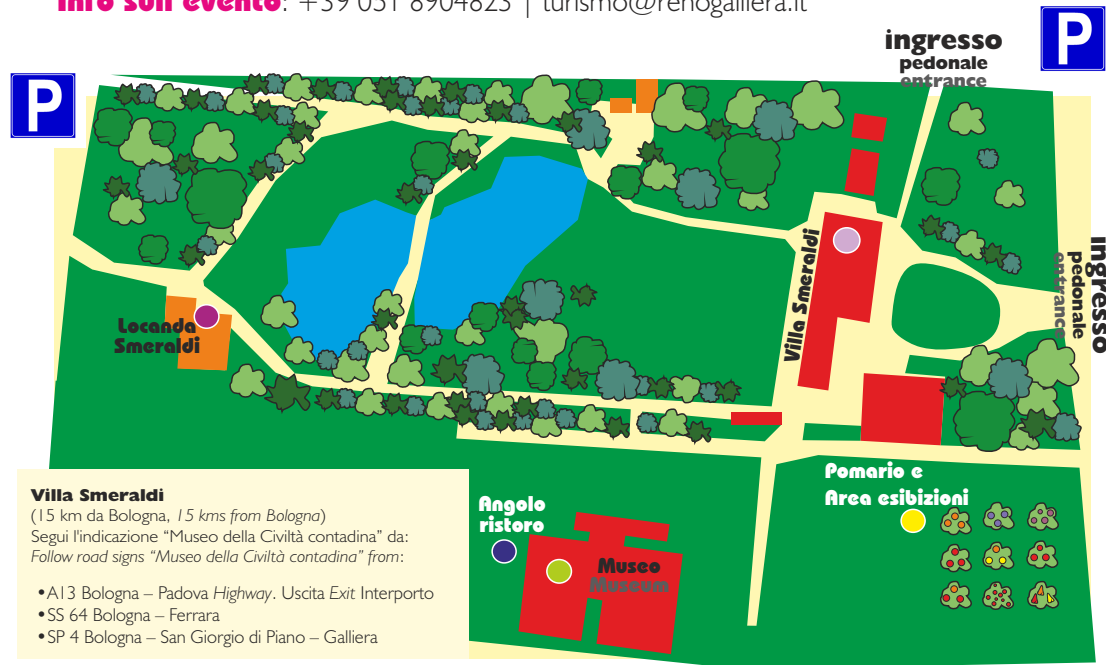 Info sull'evento: +39 051 8904823 | turismo@renogalliera.it
ingresso
pedonale
entrance
P
P
ingresso
pedonale
entrance
Villa Smeraldi
Locanda
Smeraldi
Pomario e
Area esibizioni
Angolo
ristoro
Museo
Museum
Villa Smeraldi
(15 km da Bologna, 15 kms from Bologna)
Segui l'indicazione “Museo della Civiltà contadina” da:
Follow road signs “Museo della Civiltà contadina” from:
•A13 Bologna – Padova Highway. Uscita Exit Interporto
•SS 64 Bologna – Ferrara
•SP 4 Bologna – San Giorgio di Piano – Galliera